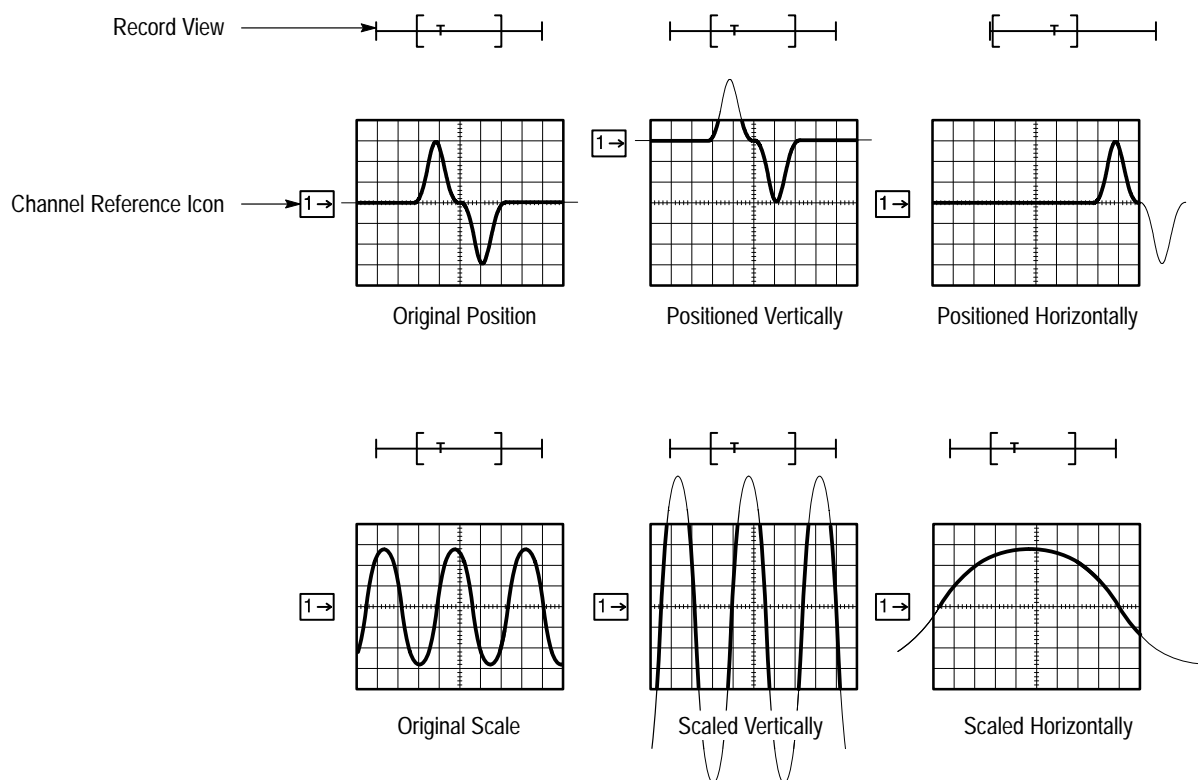 Record View
T
T
T
1→
Channel Reference Icon
1→
1→
Original Position
Positioned Vertically
Positioned Horizontally
T
T
T
1→
1→
1→
Original Scale
Scaled Vertically
Scaled Horizontally